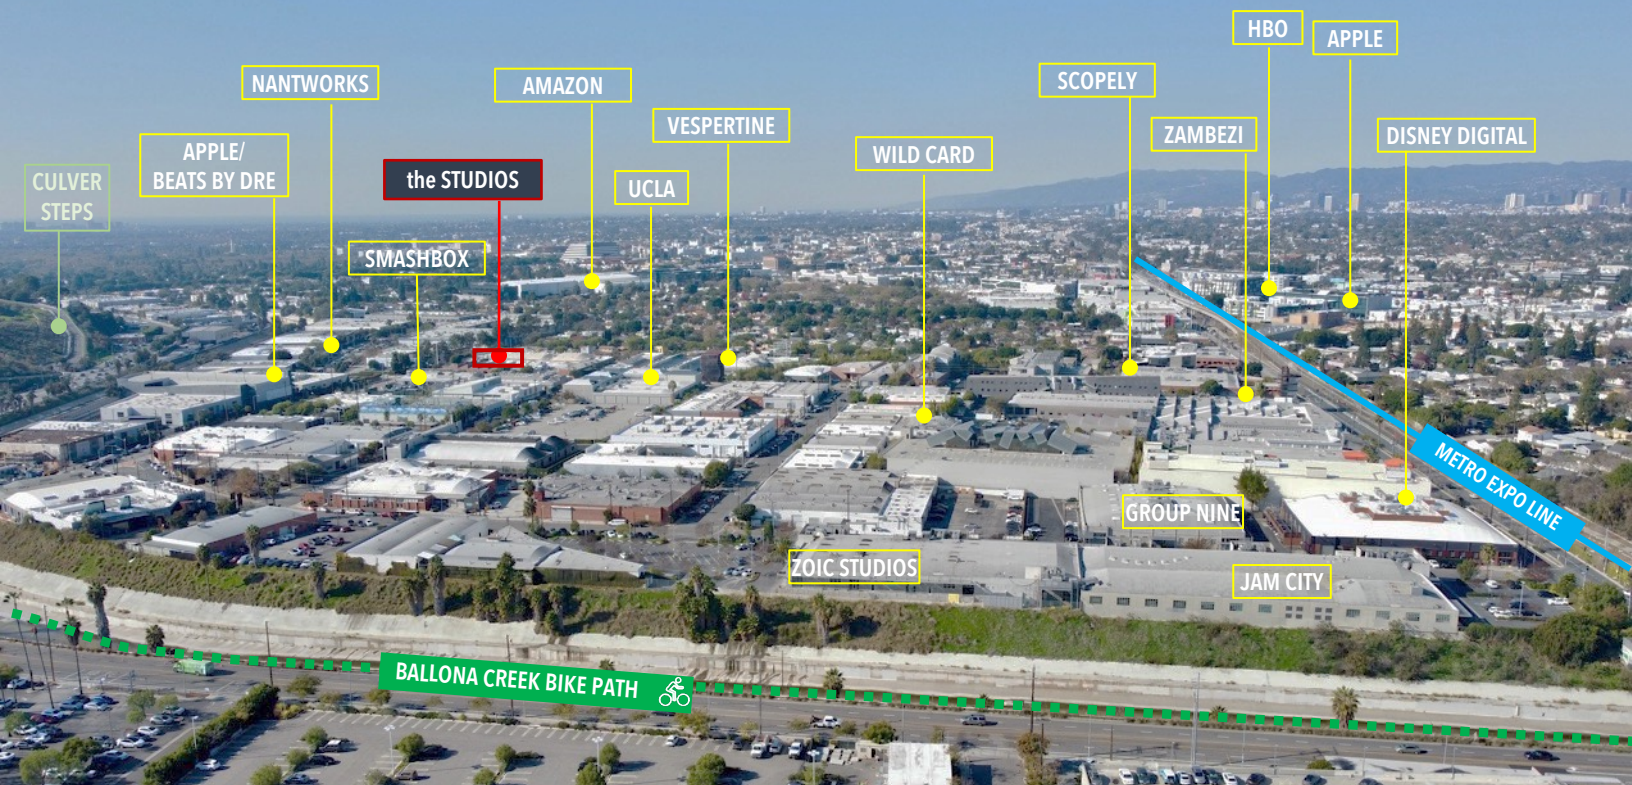 HBO
APPLE
NANTWORKS
AMAZON
SCOPELY
VESPERTINE
ZAMBEZI
DISNEY DIGITAL
WILD CARD
APPLE/
BEATS BY DRE
the STUDIOS
UCLA
CULVER
STEPS
SMASHBOX
METRO EXPO LINE
GROUP NINE
ZOIC STUDIOS
JAM CITY
BALLONA CREEK BIKE PATH